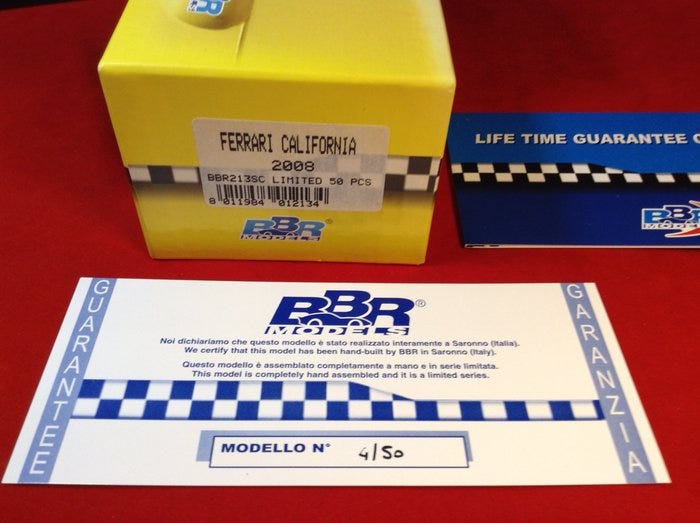 FERRARI CALIFORNIA
2008
BBR213SC LIMITED 50 PCS
8 011984 012134
BBR®
MODELS
LIFE TIME GUARANTEE
BBR
MODELS
GUARANTEE
BBR®
MODELS
Noi dichiariamo che questo modello è stato realizzato interamente a Saronno (Italia).
We certify that this model has been hand-built by BBR in Saronno (Italy).
Questo modello è assemblato completamente a mano e in serie limitata.
This model is completely hand assembled and it is a limited series.
MODELLO N° 4/50
GARANZIA